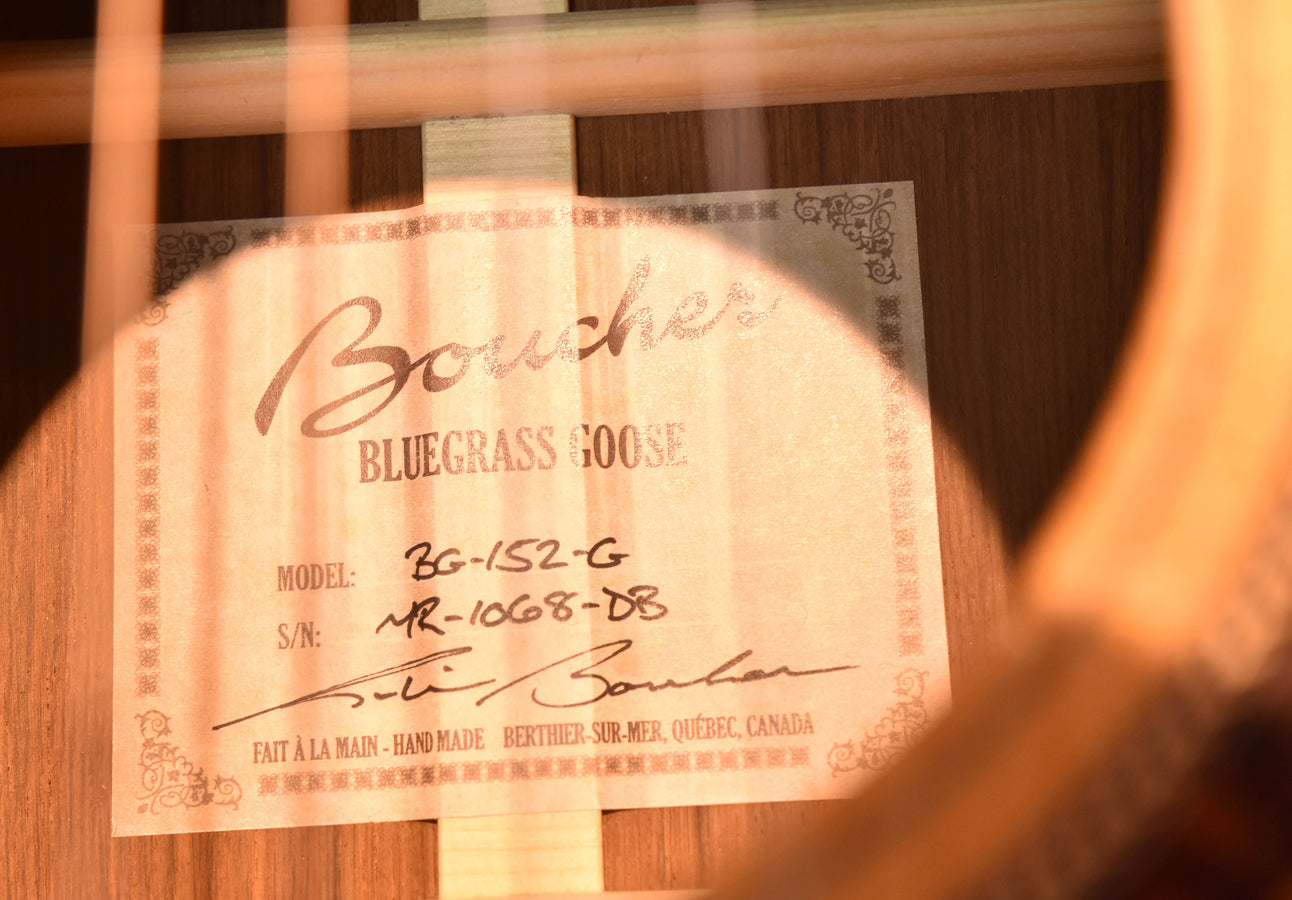 Boucher
BLUEGRASS GOOSE
MODEL: BG-152-G
S/N: MR-1068-DB
Boucher
FAIT À LA MAIN - HAND MADE BERTHIER-SUR-MER, QUÉBEC, CANADA